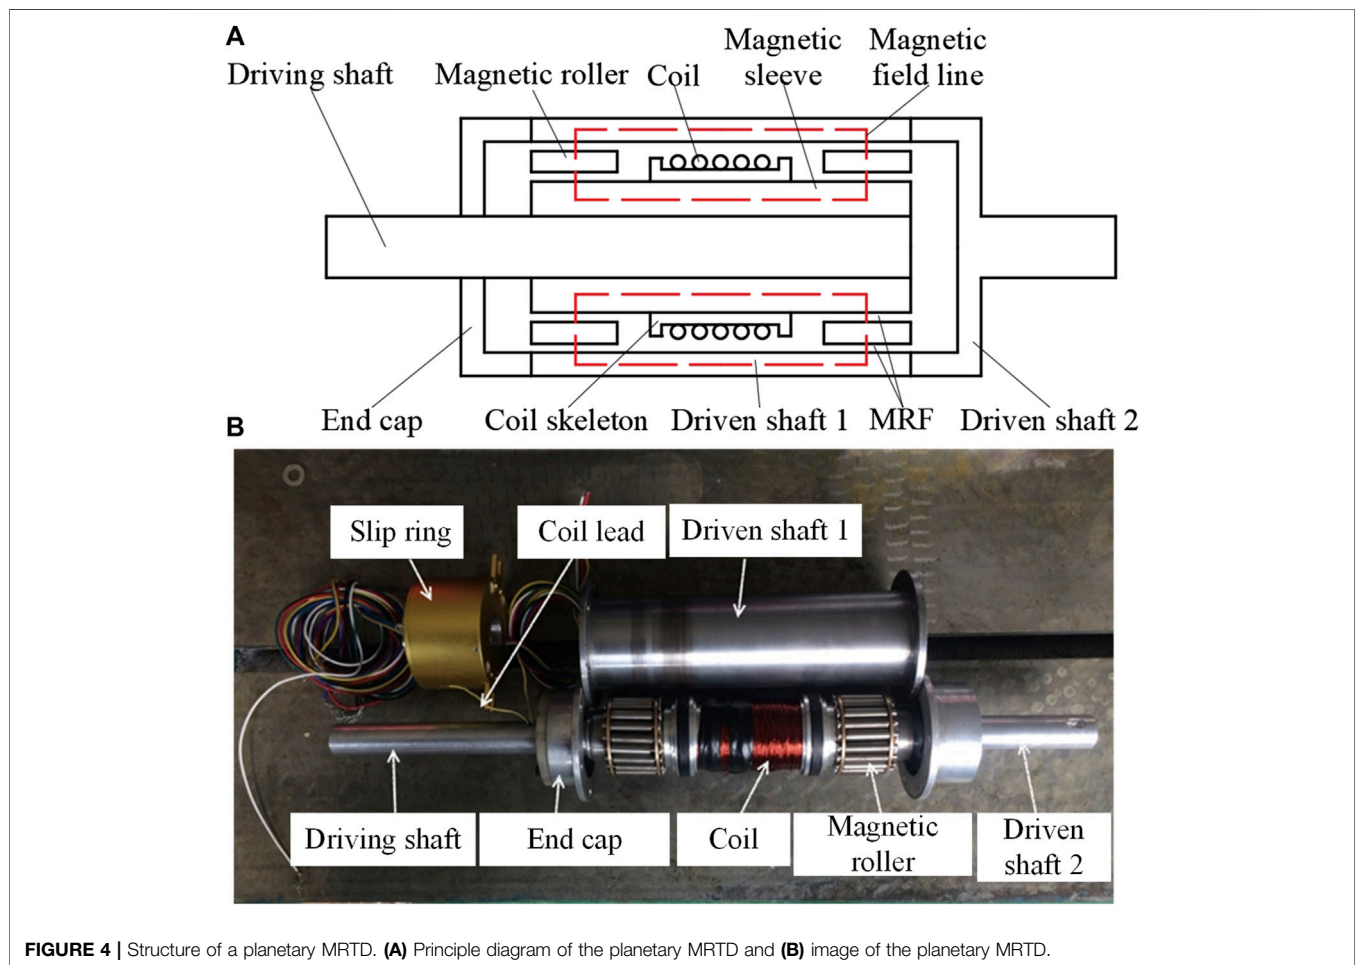 A
Driving shaft
Magnetic roller
Coil
Magnetic
sleeve
Magnetic
field line
End cap
Coil skeleton
Driven shaft 1
MRF
Driven shaft 2
B
Slip ring
Coil lead
Driven shaft 1
Driving shaft
End cap
Coil
Magnetic
roller
Driven
shaft 2
FIGURE 4 | Structure of a planetary MRTD. (A) Principle diagram of the planetary MRTD and (B) image of the planetary MRTD.